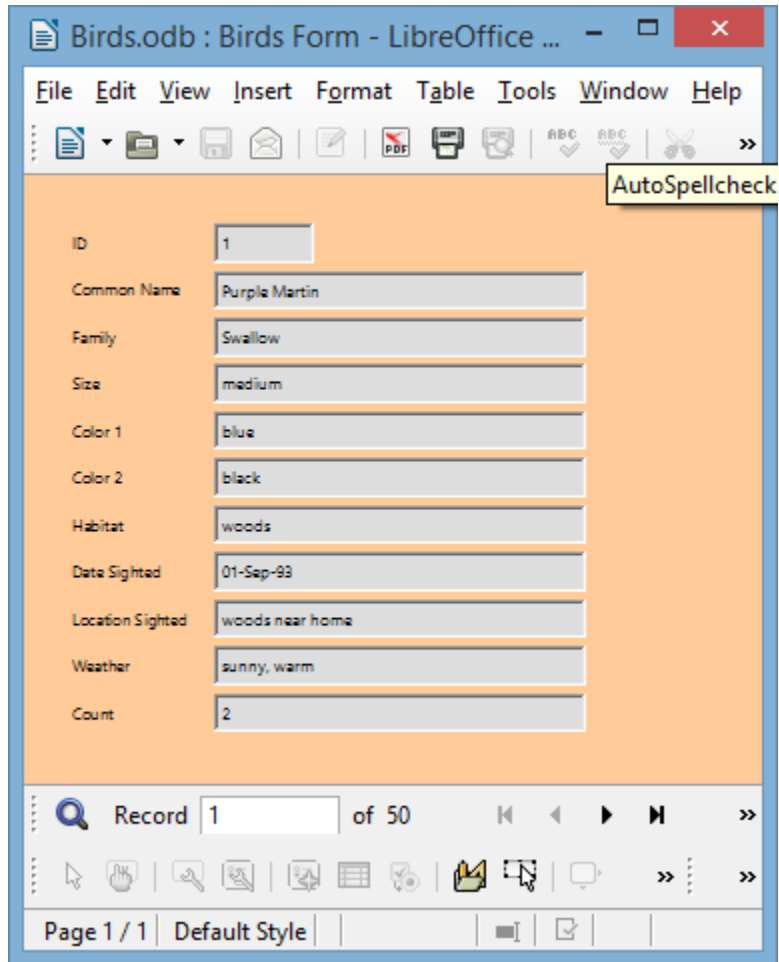 Birds.odb : Birds Form - LibreOffice ...
File Edit View Insert Format Table Tools Window Help
PDF ABC ABC
AutoSpellcheck
ID 1
Common Name Purple Martin
Family Swallow
Size medium
Color 1 blue
Color 2 black
Habitat woods
Date Sighted 01-Sep-93
Location Sighted woods near home
Weather sunny, warm
Count 2
Record 1 of 50
Page 1 / 1 Default Style